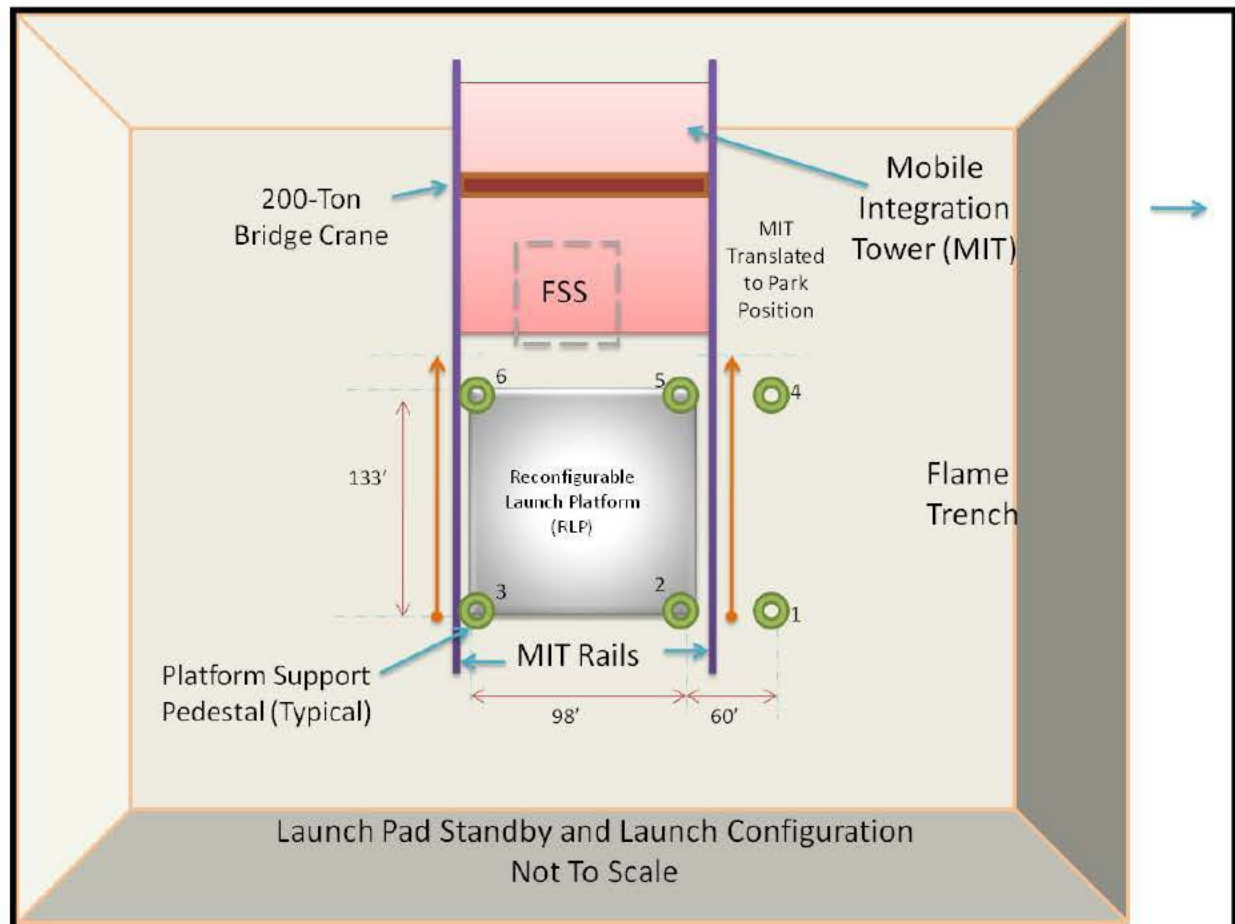 200-Ton
Bridge Crane
Mobile
Integration
Tower (MIT)
MIT
Translated
to Park
Position
FSS
6
5
4
133’
Reconfigurable
Launch Platform
(RLP)
Flame
Trench
3
2
1
MIT Rails
Platform Support
Pedestal (Typical)
98’
60’
Launch Pad Standby and Launch Configuration
Not To Scale